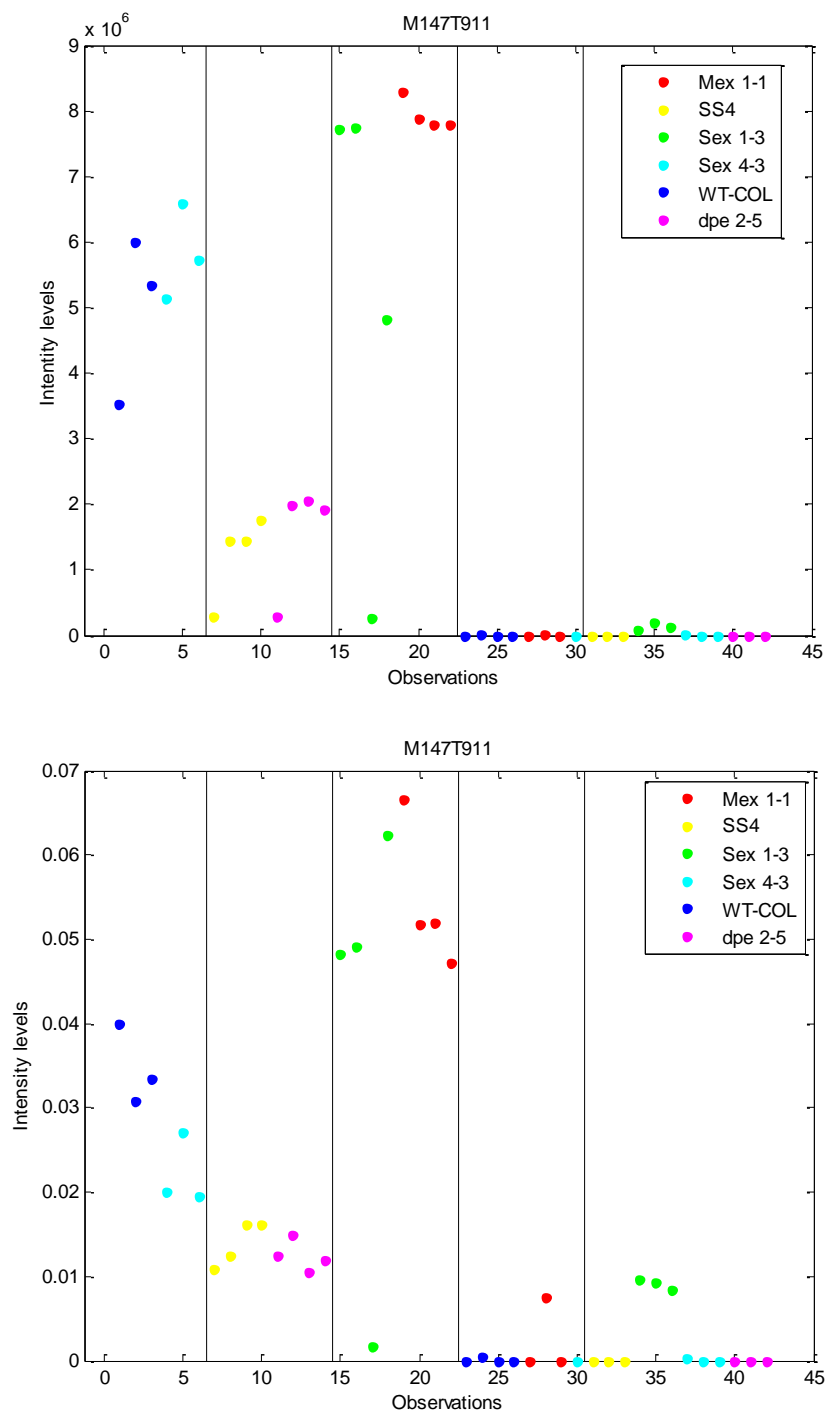 M147T911
x 10^6
9
8
7
6
5
4
3
2
1
0
Intentity levels
0 5 10 15 20 25 30 35 40 45
Observations
Mex 1-1
SS4
Sex 1-3
Sex 4-3
WT-COL
dpe 2-5
M147T911
0.07
0.06
0.05
0.04
0.03
0.02
0.01
0
Intensity levels
0 5 10 15 20 25 30 35 40 45
Observations
Mex 1-1
SS4
Sex 1-3
Sex 4-3
WT-COL
dpe 2-5